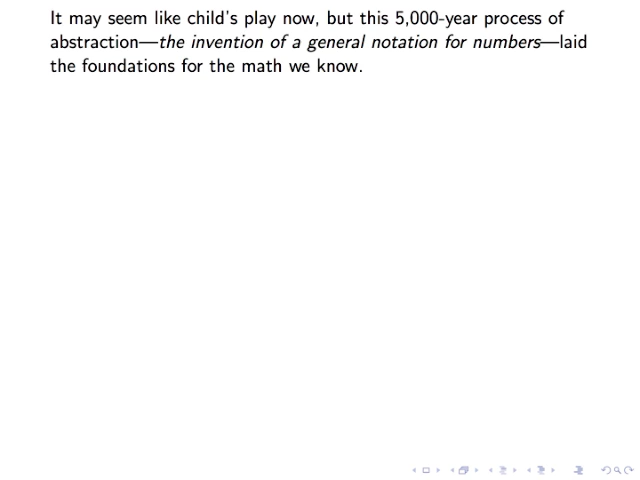 It may seem like child's play now, but this 5,000-year process of
abstraction—the invention of a general notation for numbers—laid
the foundations for the math we know.